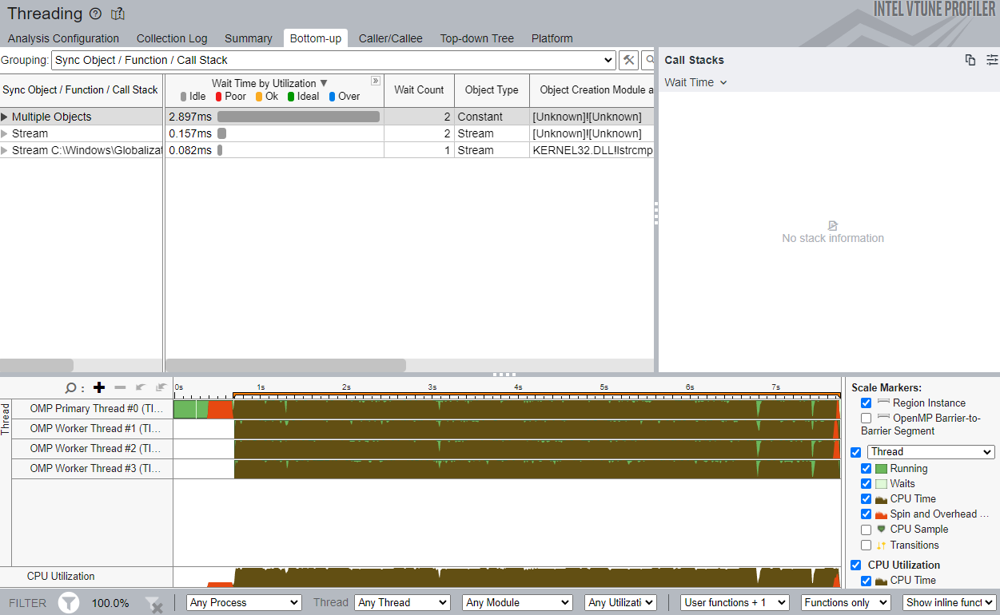 Threading
INTEL VTUNE PROFILER
Analysis Configuration Collection Log Summary Bottom-up Caller/Callee Top-down Tree Platform
Grouping: Sync Object / Function / Call Stack
Call Stacks
Wait Time
Sync Object / Function / Call Stack Wait Time by Utilization ▼ Wait Count Object Type Object Creation Module a
Idle Poor Ok Ideal Over
Multiple Objects 2.897ms 2 Constant [Unknown]![Unknown]
Stream 0.157ms 2 Stream [Unknown]![Unknown]
Stream C:\Windows\Globalizat 0.082ms 1 Stream KERNEL32.DLL!lstrcmp
No stack information
0s 1s 2s 3s 4s 5s 6s 7s
Thread
OMP Primary Thread #0 (TI...
OMP Worker Thread #1 (TI...
OMP Worker Thread #2 (TI...
OMP Worker Thread #3 (TI...
CPU Utilization
Scale Markers:
Region Instance
OpenMP Barrier-to-
Barrier Segment
Thread
Running
Waits
CPU Time
Spin and Overhead ...
CPU Sample
Transitions
CPU Utilization
CPU Time
FILTER 100.0% Any Process Thread Any Thread Any Module Any Utilizati User functions + 1 Functions only Show inline funct